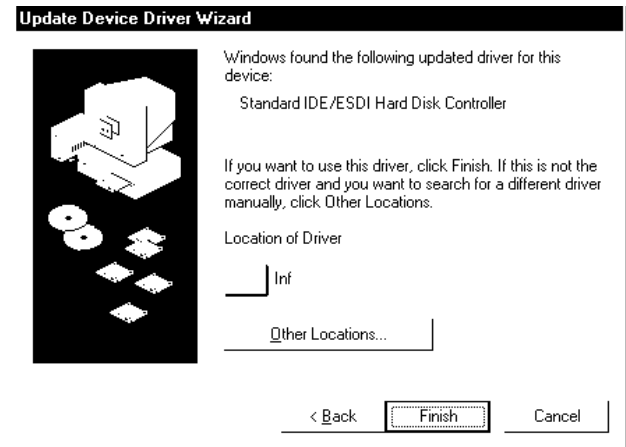 Update Device Driver Wizard
Windows found the following updated driver for this
device:
Standard IDE/ESDI Hard Disk Controller
If you want to use this driver, click Finish. If this is not the
correct driver and you want to search for a different driver
manually, click Other Locations.
Location of Driver
Inf
Other Locations...
< Back Finish Cancel